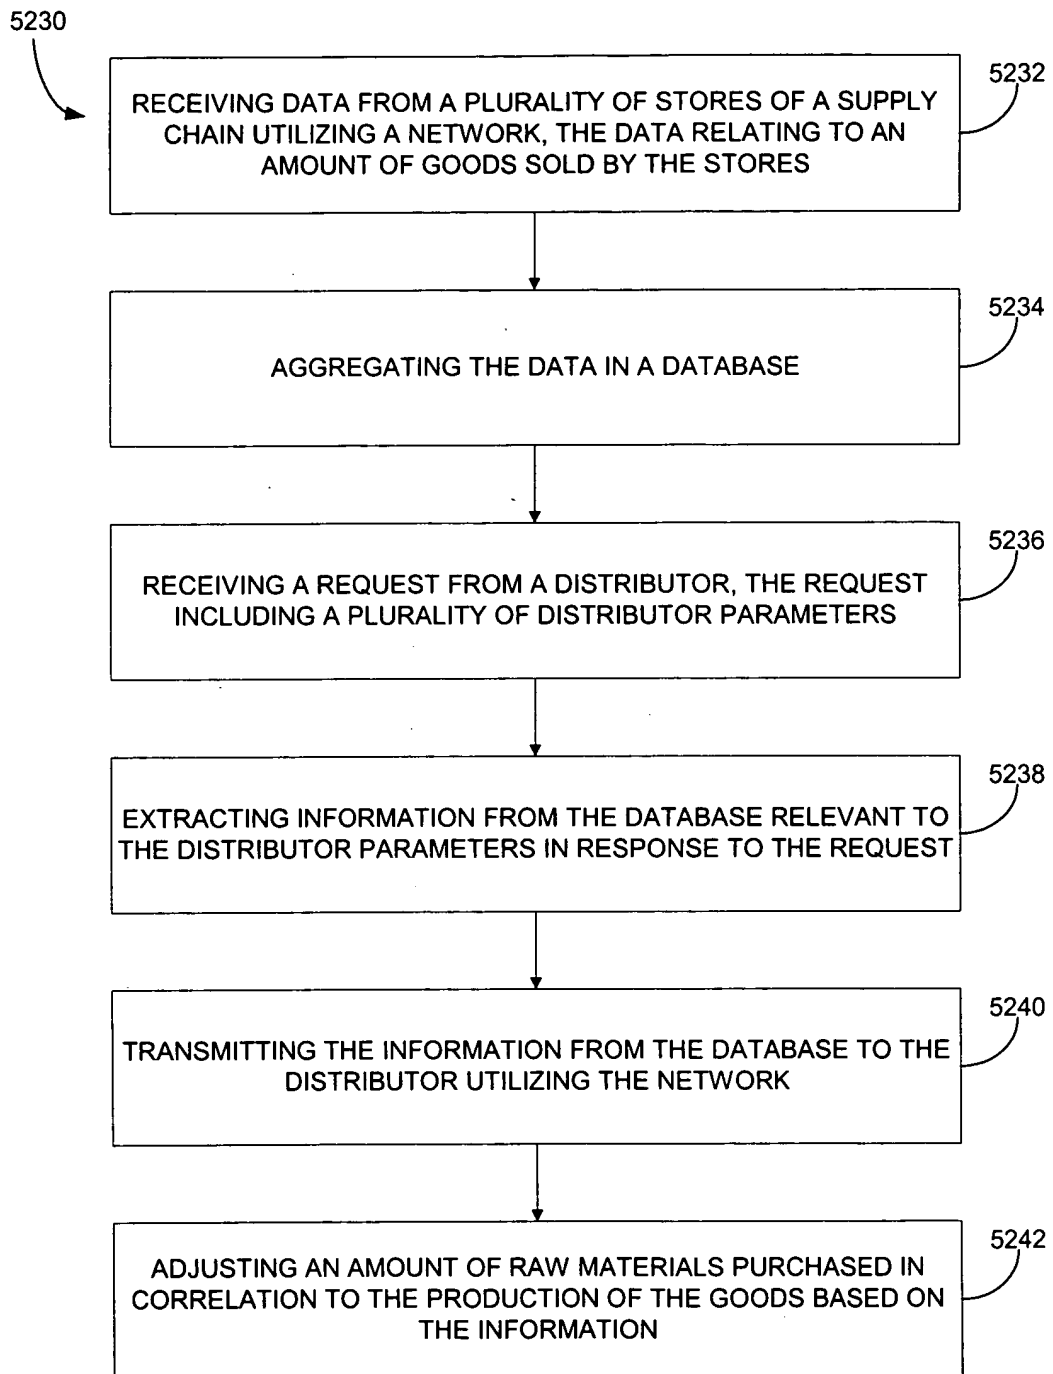 5230
5232
RECEIVING DATA FROM A PLURALITY OF STORES OF A SUPPLY
CHAIN UTILIZING A NETWORK, THE DATA RELATING TO AN
AMOUNT OF GOODS SOLD BY THE STORES
5234
AGGREGATING THE DATA IN A DATABASE
5236
RECEIVING A REQUEST FROM A DISTRIBUTOR, THE REQUEST
INCLUDING A PLURALITY OF DISTRIBUTOR PARAMETERS
5238
EXTRACTING INFORMATION FROM THE DATABASE RELEVANT TO
THE DISTRIBUTOR PARAMETERS IN RESPONSE TO THE REQUEST
5240
TRANSMITTING THE INFORMATION FROM THE DATABASE TO THE
DISTRIBUTOR UTILIZING THE NETWORK
5242
ADJUSTING AN AMOUNT OF RAW MATERIALS PURCHASED IN
CORRELATION TO THE PRODUCTION OF THE GOODS BASED ON
THE INFORMATION